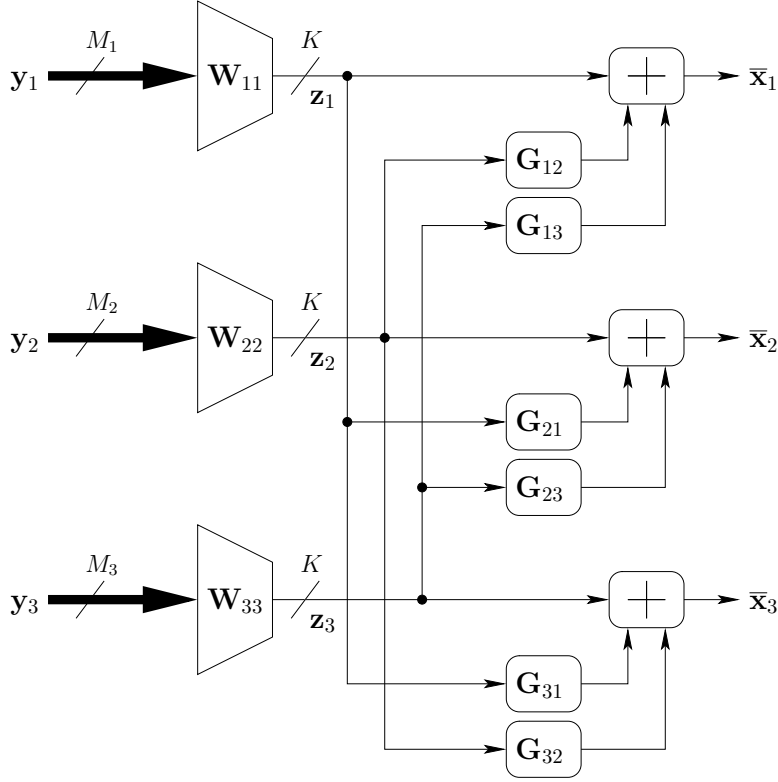 M₁ K
y₁ W₁₁ z₁ + x̅₁
G₁₂
G₁₃
M₂ K
y₂ W₂₂ z₂ + x̅₂
G₂₁
G₂₃
M₃ K
y₃ W₃₃ z₃ + x̅₃
G₃₁
G₃₂